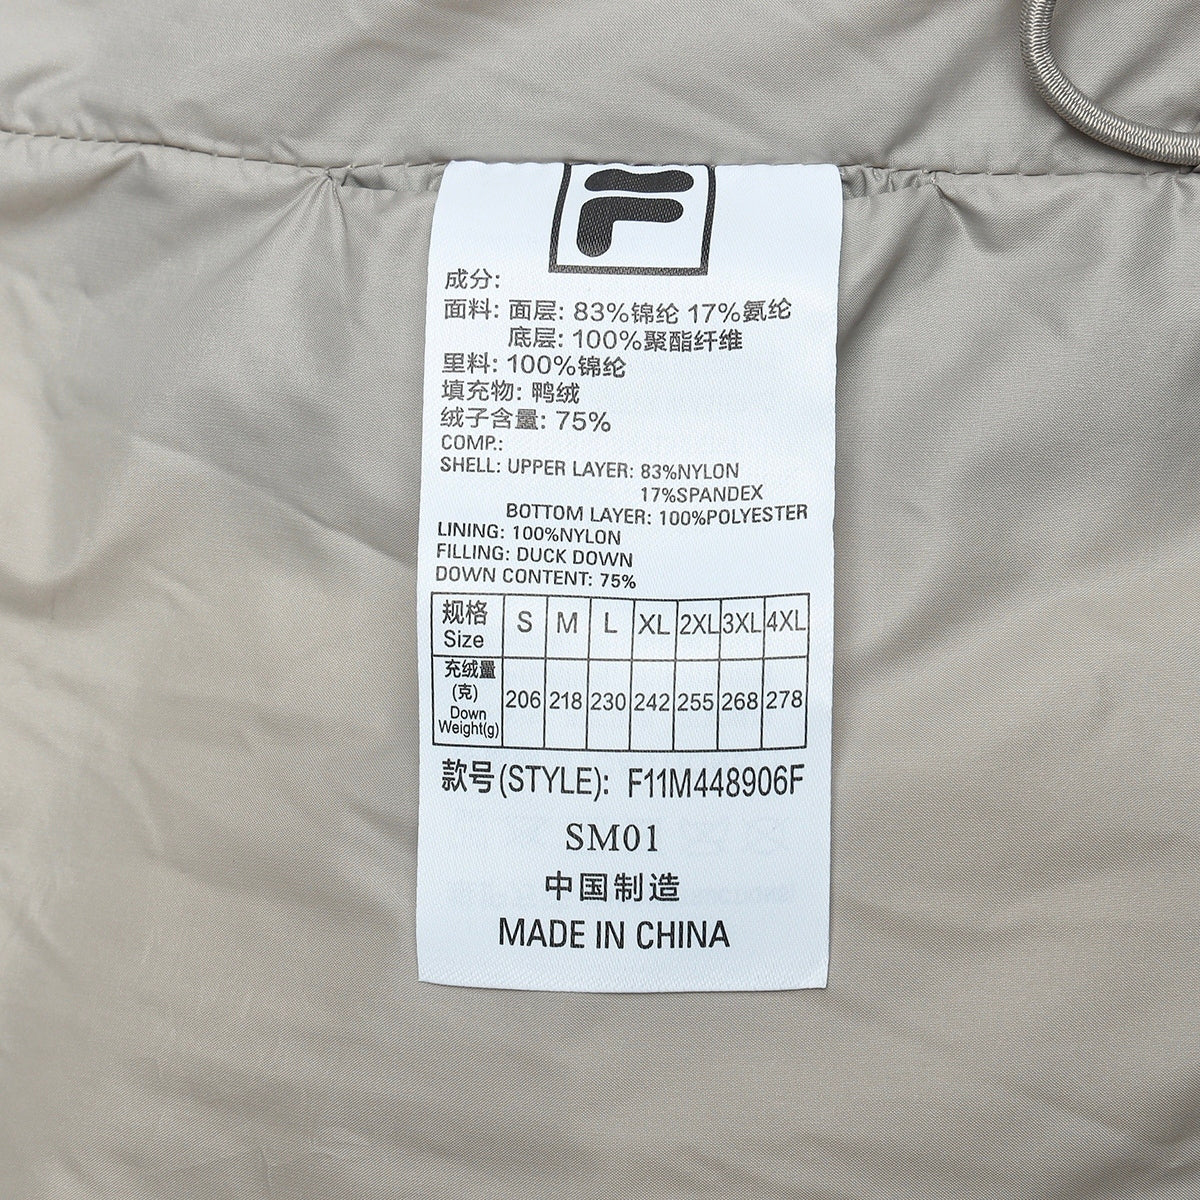 F
成分:
面料: 面层: 83%锦纶 17%氨纶
底层: 100%聚酯纤维
里料: 100%锦纶
填充物: 鸭绒
绒子含量: 75%
COMP.:
SHELL: UPPER LAYER: 83%NYLON
17%SPANDEX
BOTTOM LAYER: 100%POLYESTER
LINING: 100%NYLON
FILLING: DUCK DOWN
DOWN CONTENT: 75%
规格 Size S M L XL 2XL 3XL 4XL
充绒量(克) Down Weight(g) 206 218 230 242 255 268 278
款号(STYLE): F11M448906F
SM01
中国制造
MADE IN CHINA